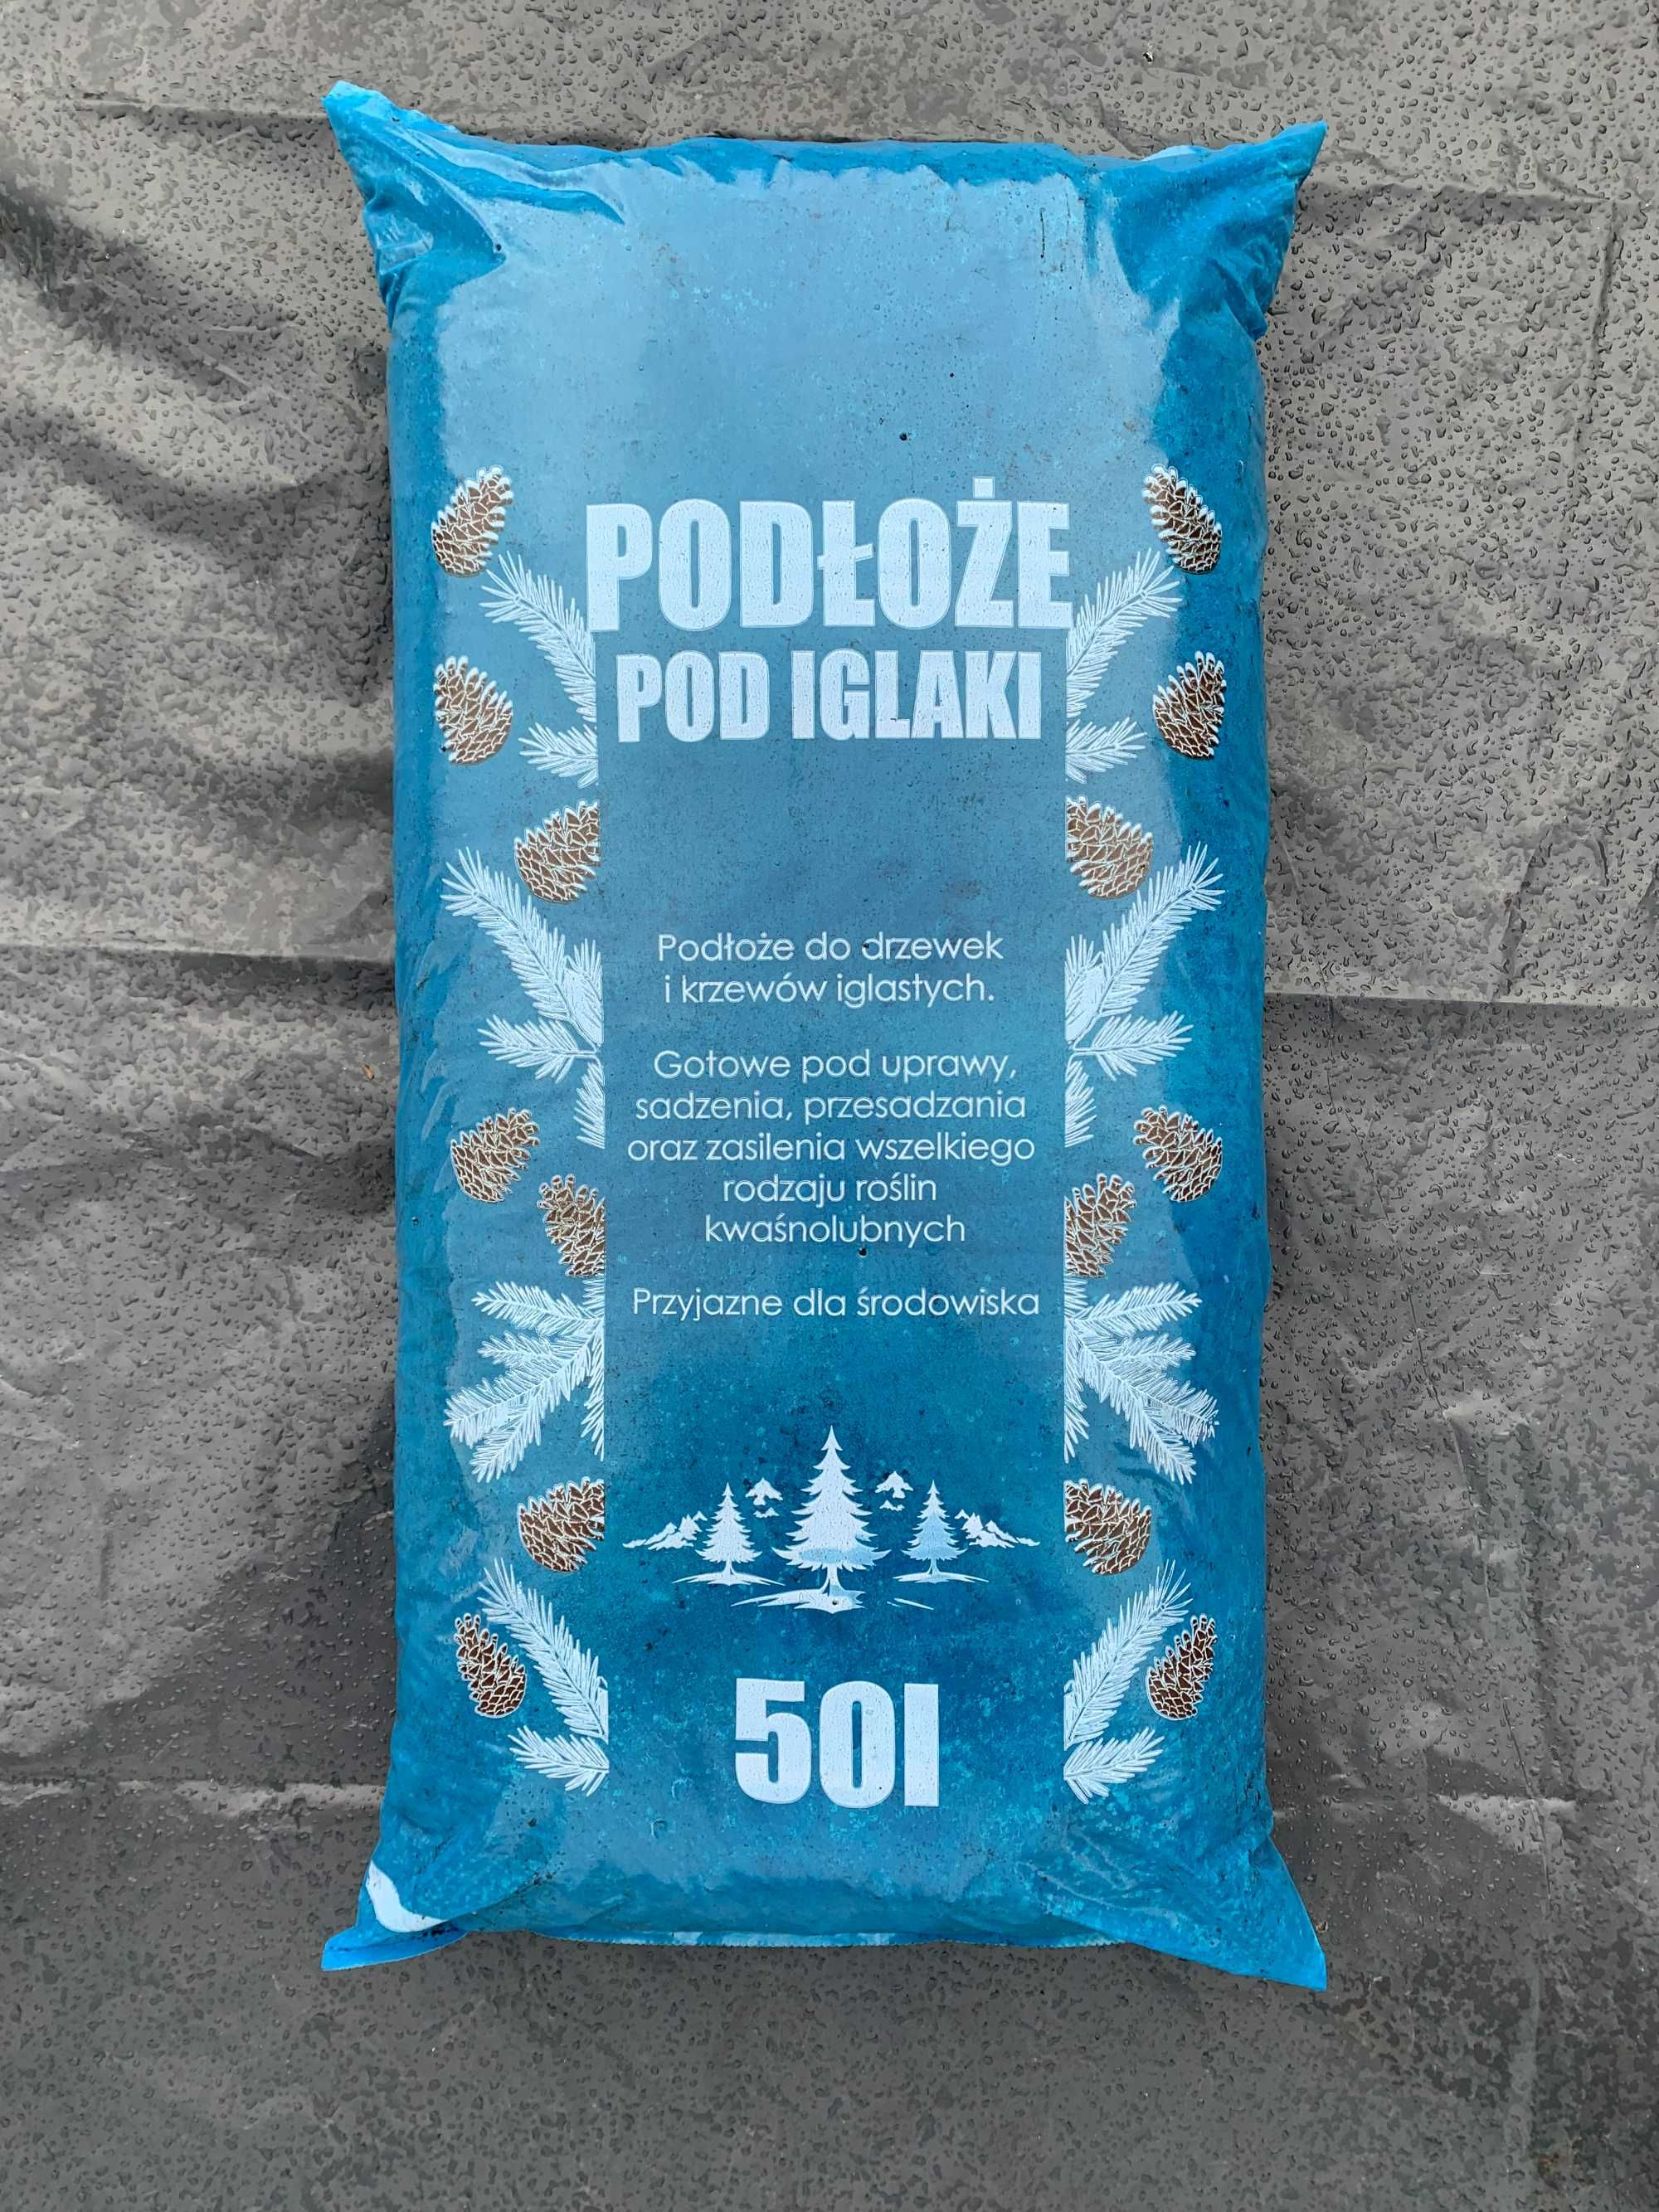 PODŁOŻE
POD IGLAKI
Podłoże do drzewek
i krzewów iglastych.
Gotowe pod uprawy,
sadzenia, przesadzania
oraz zasilenia wszelkiego
rodzaju roślin
kwaśnolubnych
Przyjazne dla środowiska
50l